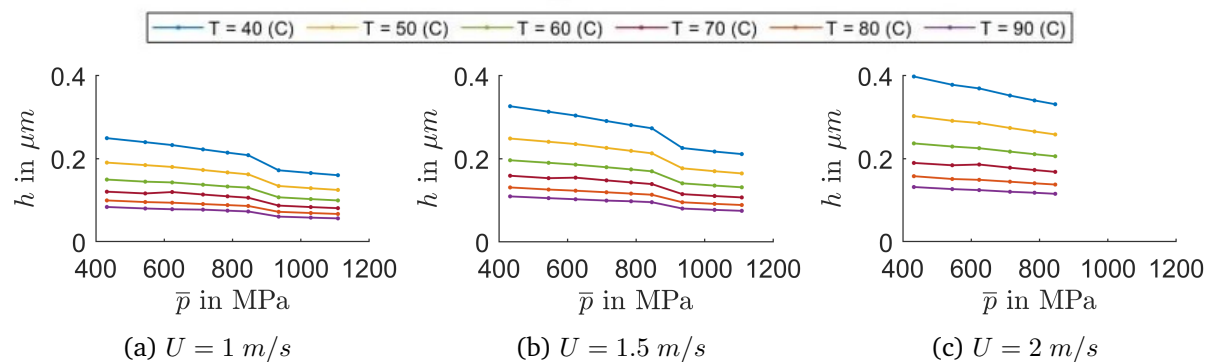 T = 40 (C) T = 50 (C) T = 60 (C) T = 70 (C) T = 80 (C) T = 90 (C)
0.4
0.2
0
h in μm
400 600 800 1000 1200
p̅ in MPa
(a) U = 1 m/s
0.4
0.2
0
h in μm
400 600 800 1000 1200
p̅ in MPa
(b) U = 1.5 m/s
0.4
0.2
0
h in μm
400 600 800 1000 1200
p̅ in MPa
(c) U = 2 m/s